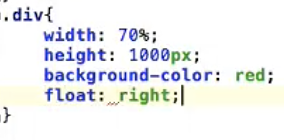 .div{
width: 70%;
height: 1000px;
background-color: red;
float: right;
}